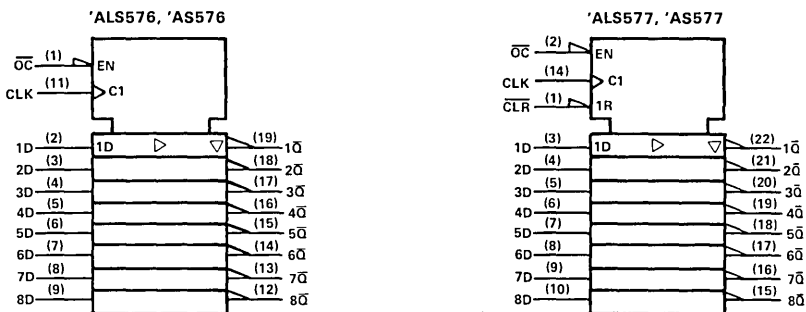 'ALS576, 'AS576
O̅C̅ (1) EN
CLK (11) C1
1D (2) 1D (19) 1Q̅
2D (3) (18) 2Q̅
3D (4) (17) 3Q̅
4D (5) (16) 4Q̅
5D (6) (15) 5Q̅
6D (7) (14) 6Q̅
7D (8) (13) 7Q̅
8D (9) (12) 8Q̅
'ALS577, 'AS577
O̅C̅ (2) EN
CLK (14) C1
C̅L̅R̅ (1) 1R
1D (3) 1D (22) 1Q̅
2D (4) (21) 2Q̅
3D (5) (20) 3Q̅
4D (6) (19) 4Q̅
5D (7) (18) 5Q̅
6D (8) (17) 6Q̅
7D (9) (16) 7Q̅
8D (10) (15) 8Q̅